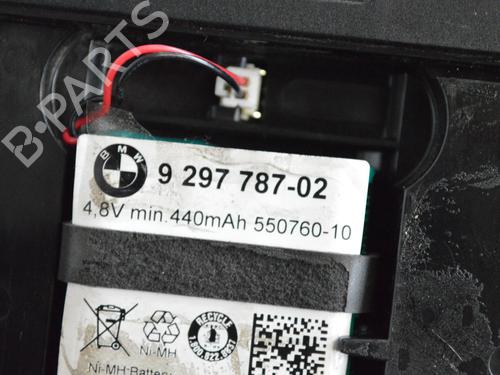 B-PARTS
BMW
9 297 787-02
4,8V min. 440mAh 550760-10
Ni-MH
RECYCLE
1.800.822.8837
Ni-MH Battery